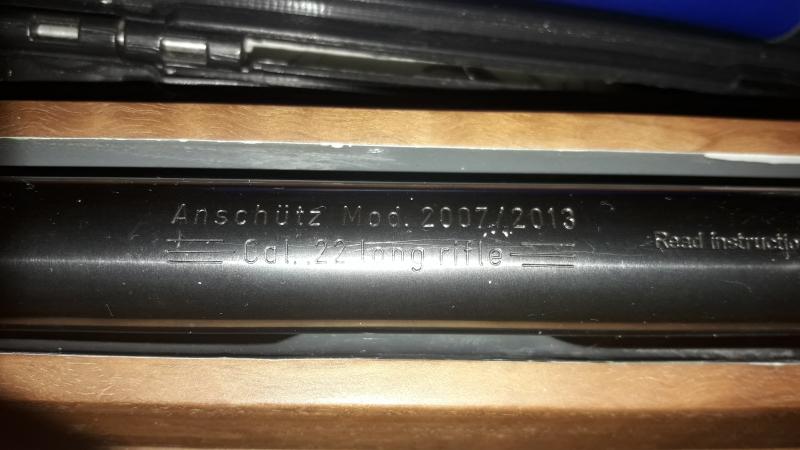 Anschütz Mod. 2007/2013
Cal. .22 long rifle
Read instructio